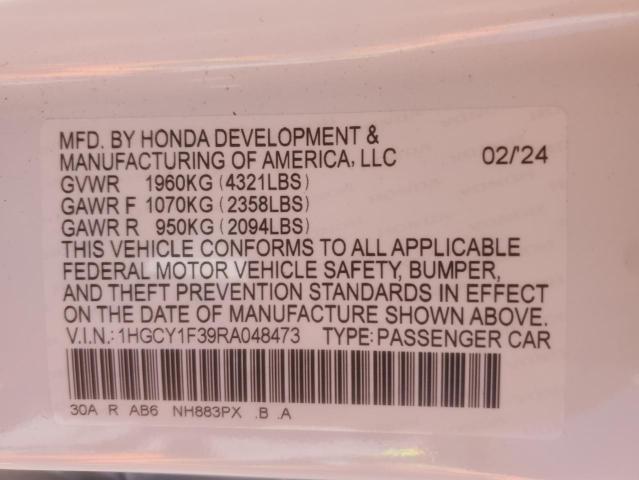 MFD. BY HONDA DEVELOPMENT &
MANUFACTURING OF AMERICA, LLC 02/'24
GVWR 1960KG (4321LBS)
GAWR F 1070KG (2358LBS)
GAWR R 950KG (2094LBS)
THIS VEHICLE CONFORMS TO ALL APPLICABLE
FEDERAL MOTOR VEHICLE SAFETY, BUMPER,
AND THEFT PREVENTION STANDARDS IN EFFECT
ON THE DATE OF MANUFACTURE SHOWN ABOVE.
V.I.N.: 1HGCY1F39RA048473 TYPE: PASSENGER CAR
30A R AB6 NH883PX .B .A